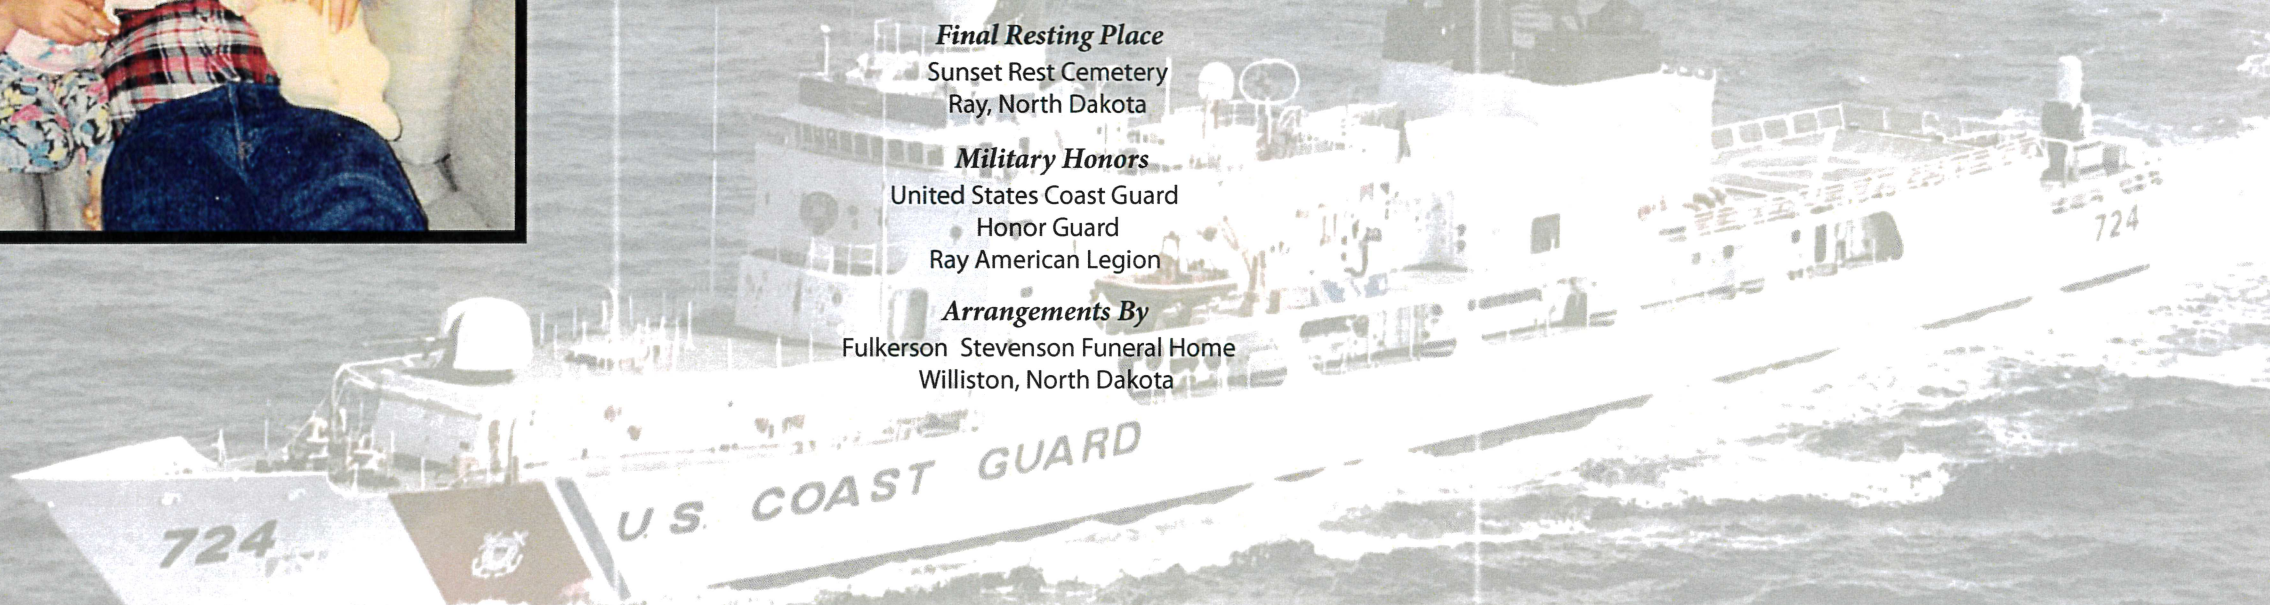 Final Resting Place
Sunset Rest Cemetery
Ray, North Dakota
Military Honors
United States Coast Guard
Honor Guard
Ray American Legion
Arrangements By
Fulkerson Stevenson Funeral Home
Williston, North Dakota
724
U.S. COAST GUARD
724